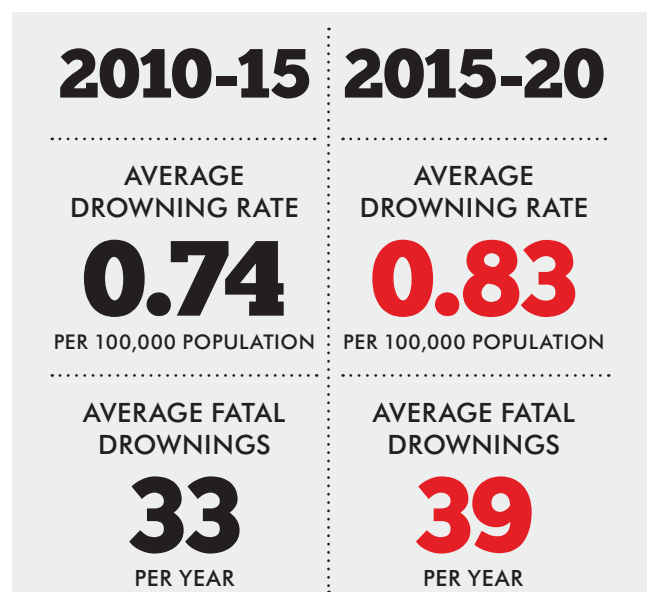 2010-15
AVERAGE
DROWNING RATE
0.74
PER 100,000 POPULATION
AVERAGE FATAL
DROWNINGS
33
PER YEAR
2015-20
AVERAGE
DROWNING RATE
0.83
PER 100,000 POPULATION
AVERAGE FATAL
DROWNINGS
39
PER YEAR